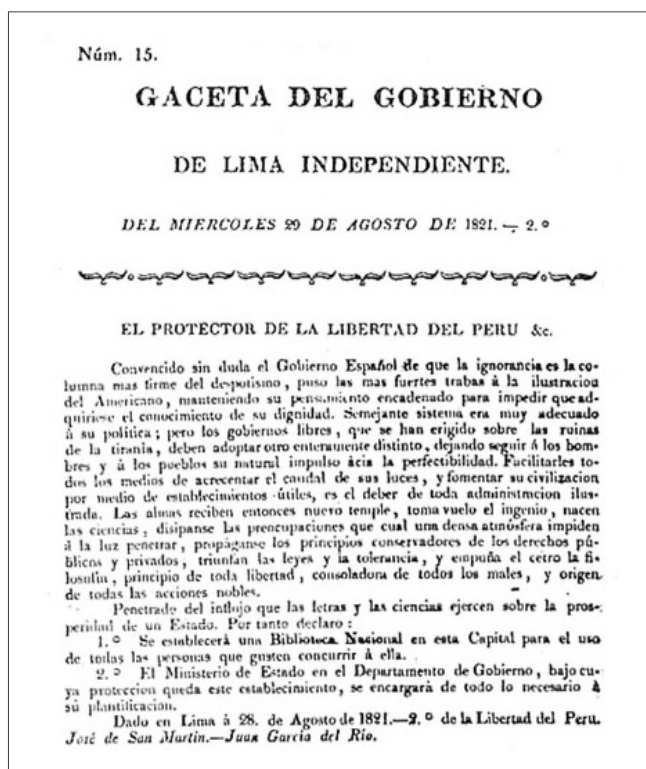 Núm. 15.
GACETA DEL GOBIERNO
DE LIMA INDEPENDIENTE.
DEL MIERCOLES 29 DE AGOSTO DE 1821. — 2.º
EL PROTECTOR DE LA LIBERTAD DEL PERU &c.
Convencido sin duda el Gobierno Español de que la ignorancia es la co-
lumna mas firme del despotismo, puso las mas fuertes trabas à la ilustracion
del Americano, manteniendo su pensamiento encadenado para impedir que ad-
quiriese el conocimiento de su dignidad. Semejante sistema era muy adecuado
á su politica; pero los gobiernos libres, que se han erigido sobre las ruinas
de la tirania, deben adoptar otro enteramente distinto, dejando seguir á los hom-
bres y á los pueblos su natural impulso ácia la perfectibilidad. Facilitarles to-
dos los medios de acrecentar el caudal de sus luces, y fomentar su civilizacion
por medio de establecimientos útiles, es el deber de toda administracion ilus-
trada. Las almas reciben entonces nuevo temple, toma vuelo el ingenio, nacen
las ciencias, disipanse las preocupaciones que cual una densa atmósfera impiden
á la luz penetrar, propáganse los principios conservadores de los derechos pú-
blicos y privados, triunfan las leyes y la tolerancia, y empuña el cetro la fi-
losofia, principio de toda libertad, consoladora de todos los males, y origen
de todas las acciones nobles.
Penetrado del influjo que las letras y las ciencias ejercen sobre la pros-
peridad de un Estado. Por tanto declaro:
1.º Se establecerá una Biblioteca Nacional en esta Capital para el uso
de todas las personas que gusten concurrir á ella.
2.º El Ministerio de Estado en el Departamento de Gobierno, bajo cu-
ya proteccion queda este establecimiento, se encargará de todo lo necesario à
sù plantificacion.
Dado en Lima à 28. de Agosto de 1821.—2.º de la Libertad del Peru.
José de San Martin.—Juan Garcia del Rio.